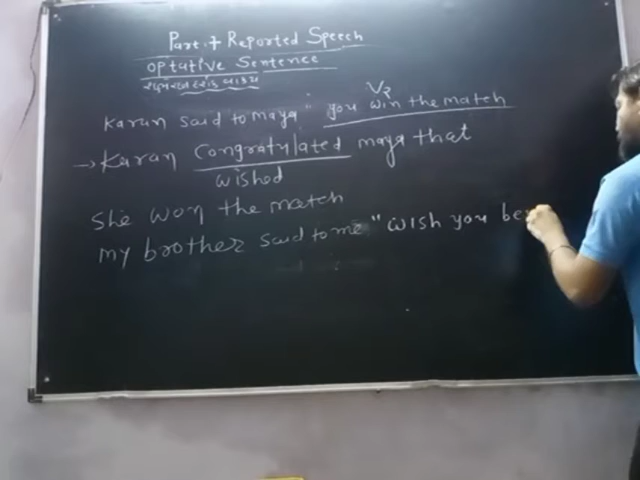 Part.7 Reported Speech
optative Sentence
V2
Karan said to maya " you win the match
→ Karan Congratulated maya that
wished
She won the match
my brother said to me "wish you be